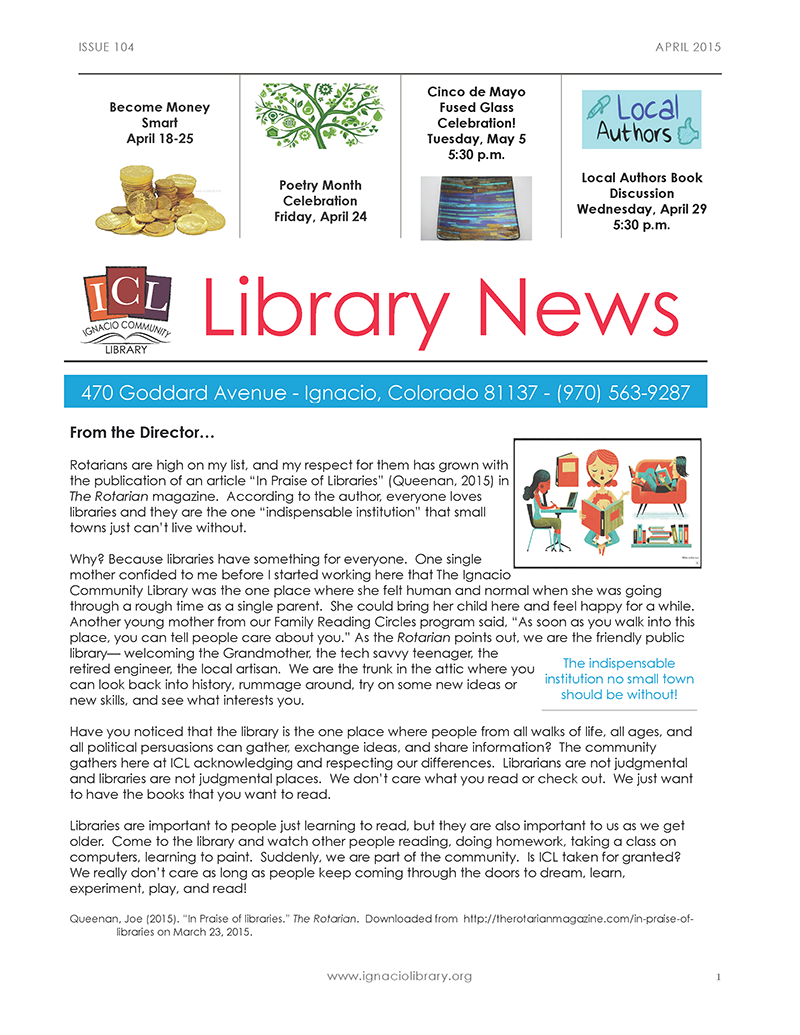 ISSUE 104
APRIL 2015
Become Money
Smart
April 18-25
Poetry Month
Celebration
Friday, April 24
Cinco de Mayo
Fused Glass
Celebration!
Tuesday, May 5
5:30 p.m.
Local
Authors
Local Authors Book
Discussion
Wednesday, April 29
5:30 p.m.
ICL
IGNACIO COMMUNITY
LIBRARY
Library News
470 Goddard Avenue - Ignacio, Colorado 81137 - (970) 563-9287
From the Director…
Rotarians are high on my list, and my respect for them has grown with
the publication of an article “In Praise of Libraries” (Queenan, 2015) in
The Rotarian magazine.  According to the author, everyone loves
libraries and they are the one “indispensable institution” that small
towns just can’t live without.
Why? Because libraries have something for everyone.  One single
mother confided to me before I started working here that The Ignacio
Community Library was the one place where she felt human and normal when she was going
through a rough time as a single parent.  She could bring her child here and feel happy for a while.
Another young mother from our Family Reading Circles program said, “As soon as you walk into this
place, you can tell people care about you.” As the Rotarian points out, we are the friendly public
library— welcoming the Grandmother, the tech savvy teenager, the
retired engineer, the local artisan.  We are the trunk in the attic where you
can look back into history, rummage around, try on some new ideas or
new skills, and see what interests you.
The indispensable
institution no small town
should be without!
Have you noticed that the library is the one place where people from all walks of life, all ages, and
all political persuasions can gather, exchange ideas, and share information?  The community
gathers here at ICL acknowledging and respecting our differences.  Librarians are not judgmental
and libraries are not judgmental places.  We don’t care what you read or check out.  We just want
to have the books that you want to read.
Libraries are important to people just learning to read, but they are also important to us as we get
older.  Come to the library and watch other people reading, doing homework, taking a class on
computers, learning to paint.  Suddenly, we are part of the community.  Is ICL taken for granted?
We really don’t care as long as people keep coming through the doors to dream, learn,
experiment, play, and read!
Queenan, Joe (2015). “In Praise of libraries.” The Rotarian.  Downloaded from  http://therotarianmagazine.com/in-praise-of-
libraries on March 23, 2015.
www.ignaciolibrary.org
1